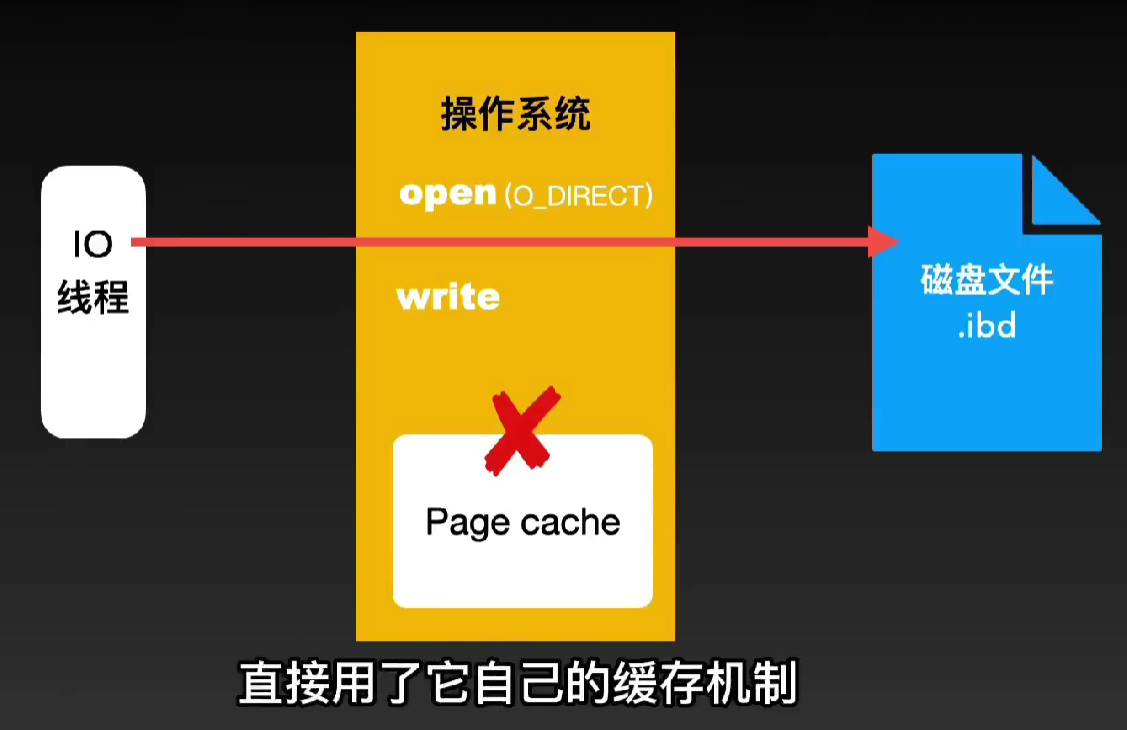 操作系统
open (O_DIRECT)
IO
线程
write
磁盘文件
.ibd
Page cache
直接用了它自己的缓存机制